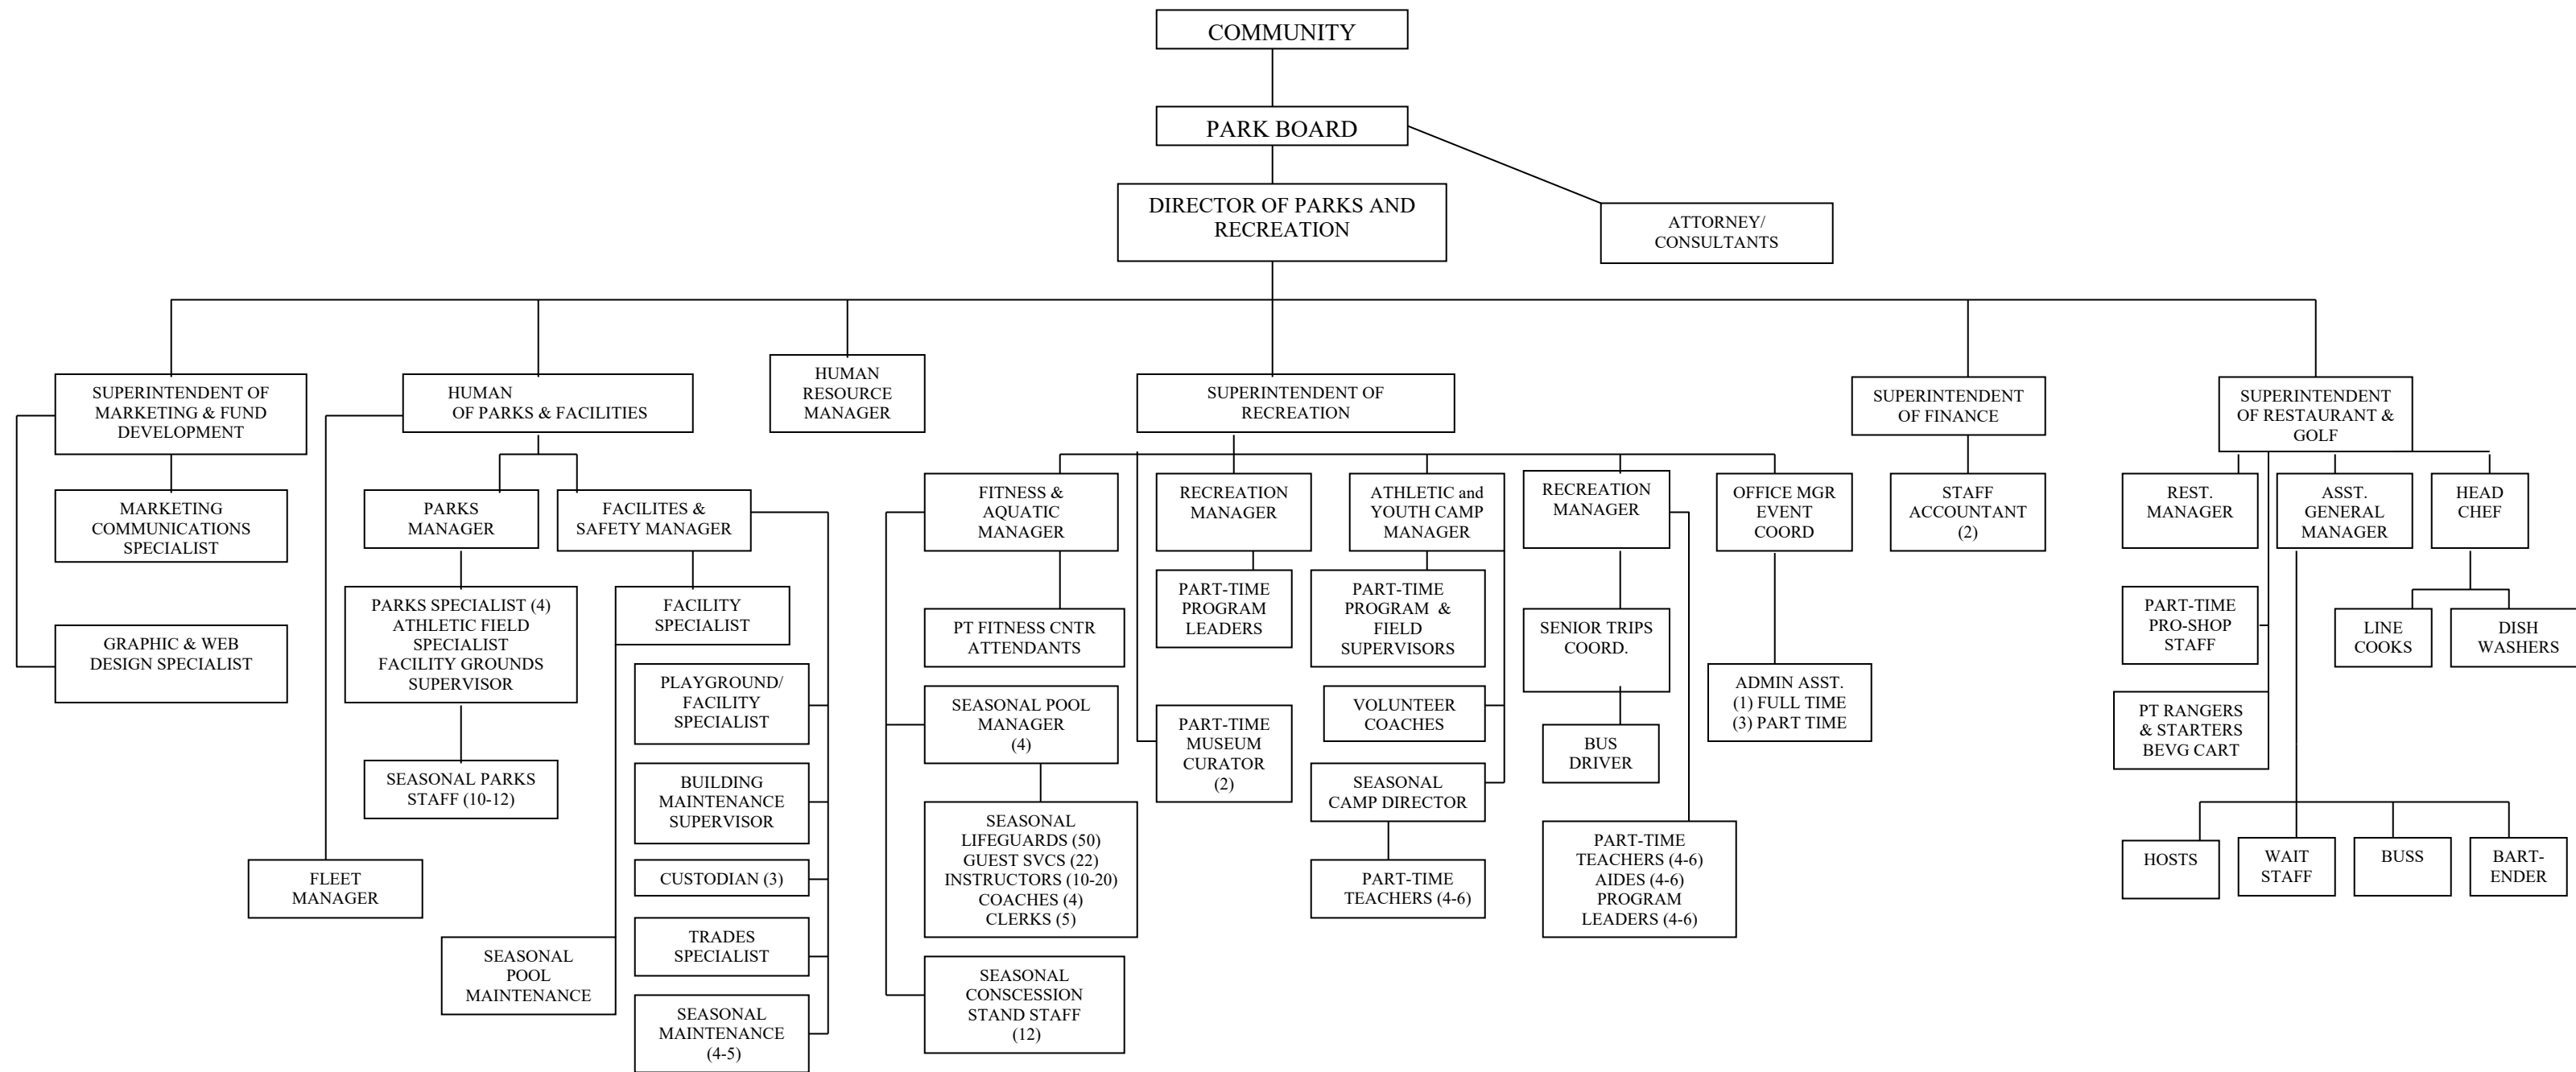 COMMUNITY
PARK BOARD
DIRECTOR OF PARKS AND
RECREATION
ATTORNEY/
CONSULTANTS
SUPERINTENDENT OF
MARKETING & FUND
DEVELOPMENT
HUMAN
OF PARKS & FACILITIES
HUMAN
RESOURCE
MANAGER
SUPERINTENDENT OF
RECREATION
SUPERINTENDENT
OF FINANCE
SUPERINTENDENT
OF RESTAURANT &
GOLF
MARKETING
COMMUNICATIONS
SPECIALIST
PARKS
MANAGER
FACILITES &
SAFETY MANAGER
FITNESS &
AQUATIC
MANAGER
RECREATION
MANAGER
ATHLETIC and
YOUTH CAMP
MANAGER
RECREATION
MANAGER
OFFICE MGR
EVENT
COORD
STAFF
ACCOUNTANT
(2)
REST.
MANAGER
ASST.
GENERAL
MANAGER
HEAD
CHEF
GRAPHIC & WEB
DESIGN SPECIALIST
PARKS SPECIALIST (4)
ATHLETIC FIELD
SPECIALIST
FACILITY GROUNDS
SUPERVISOR
FACILITY
SPECIALIST
PT FITNESS CNTR
ATTENDANTS
PART-TIME
PROGRAM
LEADERS
PART-TIME
PROGRAM & 
FIELD
SUPERVISORS
SENIOR TRIPS
COORD.
PART-TIME
PRO-SHOP
STAFF
LINE
COOKS
DISH
WASHERS
PLAYGROUND/
FACILITY
SPECIALIST
SEASONAL POOL
MANAGER
(4)
PART-TIME
MUSEUM
CURATOR
(2)
VOLUNTEER
COACHES
BUS
DRIVER
ADMIN ASST.
(1) FULL TIME
(3) PART TIME
PT RANGERS
& STARTERS
BEVG CART
SEASONAL PARKS
STAFF (10-12)
BUILDING
MAINTENANCE
SUPERVISOR
SEASONAL
CAMP DIRECTOR
FLEET
MANAGER
CUSTODIAN (3)
SEASONAL
LIFEGUARDS (50)
GUEST SVCS (22)
INSTRUCTORS (10-20)
COACHES (4)
CLERKS (5)
PART-TIME
TEACHERS (4-6)
PART-TIME
TEACHERS (4-6)
AIDES (4-6)
PROGRAM
LEADERS (4-6)
HOSTS
WAIT
STAFF
BUSS
BART-
ENDER
SEASONAL
POOL
MAINTENANCE
TRADES
SPECIALIST
SEASONAL
CONSCESSION
STAND STAFF
(12)
SEASONAL
MAINTENANCE
(4-5)